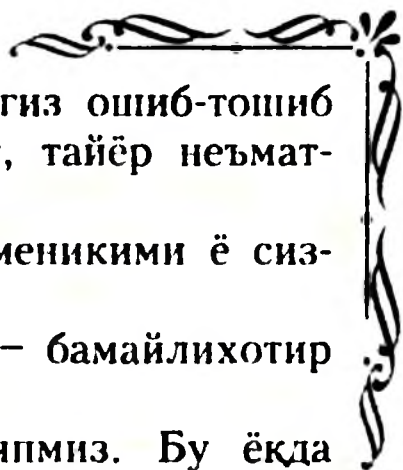 гиз ошиб-тошиб
, тайёр неъмат-
меникими ё сиз-
– бамайлихотир
япмиз. Бу ёқда